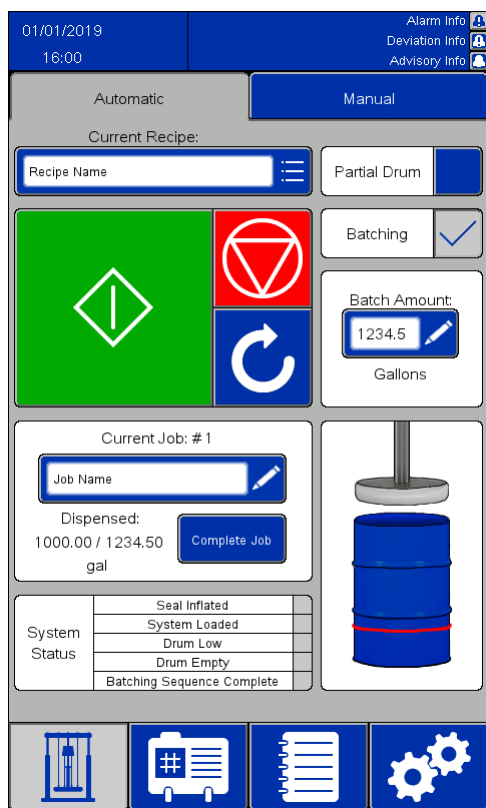 01/01/2019
16:00
Alarm Info
Deviation Info
Advisory Info
Automatic
Manual
Current Recipe:
Recipe Name
Partial Drum
Batching
Batch Amount:
1234.5
Gallons
Current Job: #1
Job Name
Dispensed:
1000.00 / 1234.50
gal
Complete Job
System
Status
Seal Inflated
System Loaded
Drum Low
Drum Empty
Batching Sequence Complete
#